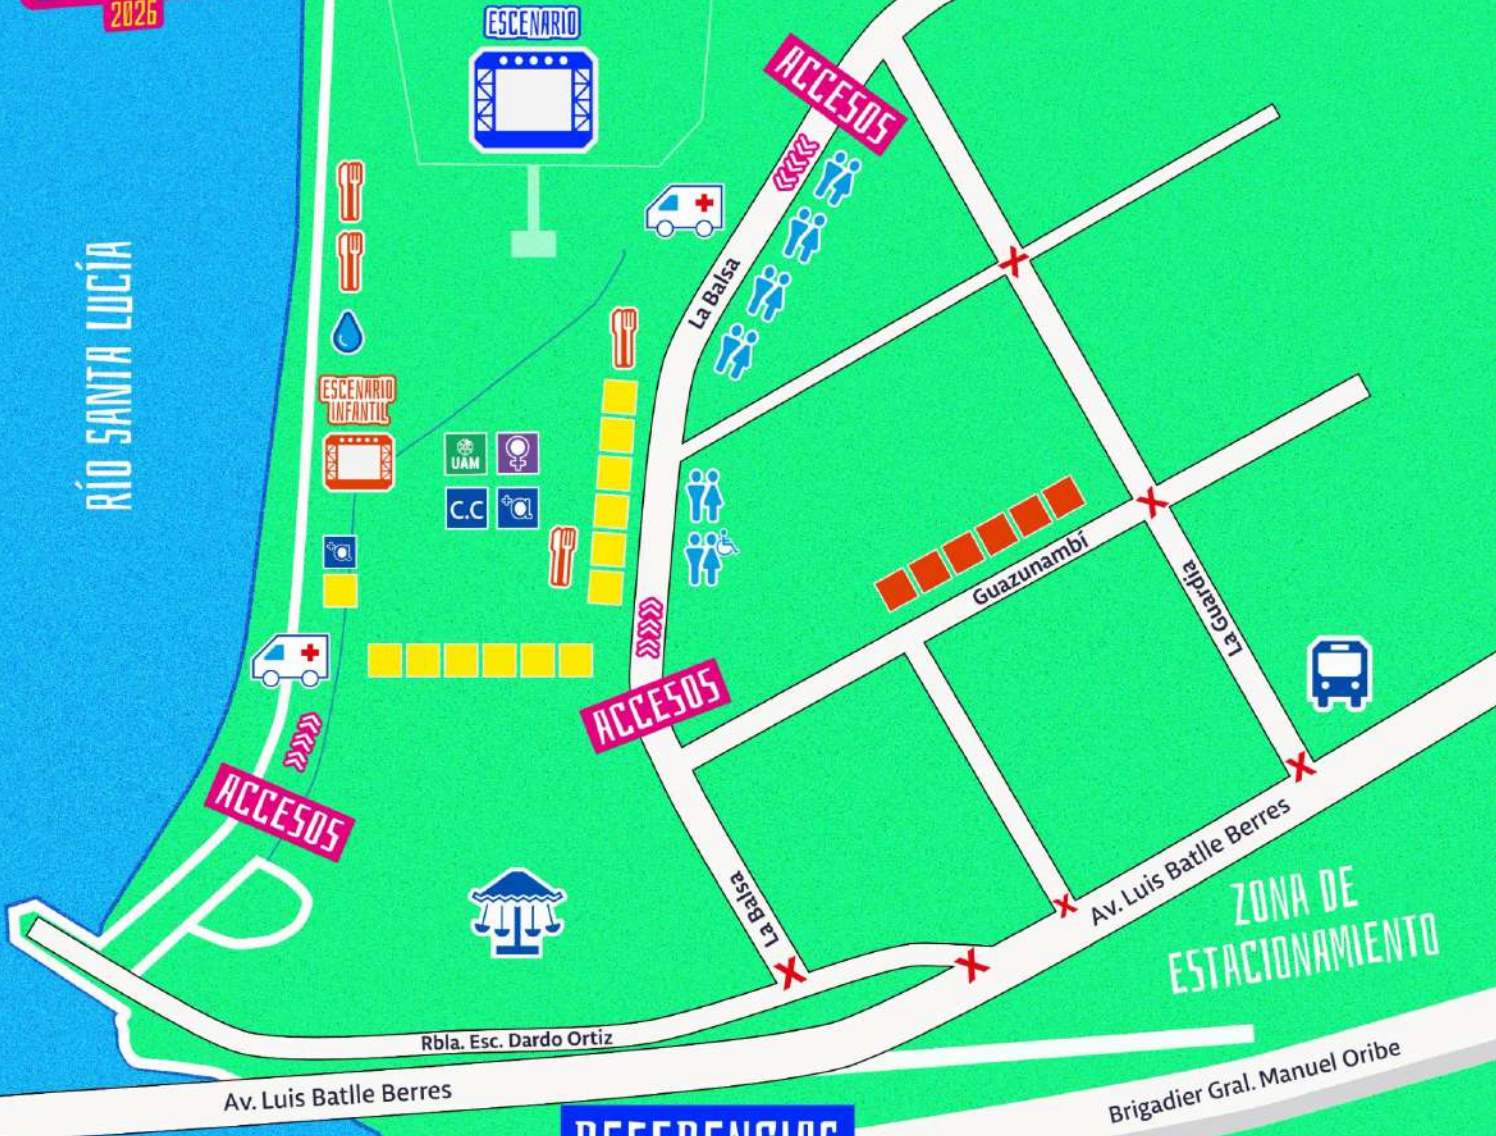 2026
ESCENARIO
ACCESOS
La Balsa
RÍO SANTA LUCÍA
ESCENARIO
INFANTIL
UAM
C.C
+a
+a
Guazunambí
La Guardia
ACCESOS
ACCESOS
La Balsa
Av. Luis Batlle Berres
ZONA DE
ESTACIONAMIENTO
Rbla. Esc. Dardo Ortiz
Av. Luis Batlle Berres
Brigadier Gral. Manuel Oribe
REFERENCIAS